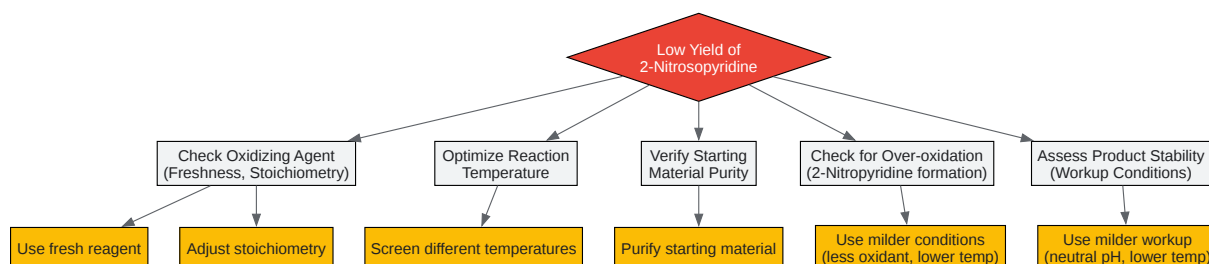 Low Yield of
2-Nitrosopyridine
Check Oxidizing Agent
(Freshness, Stoichiometry)
Optimize Reaction
Temperature
Verify Starting
Material Purity
Check for Over-oxidation
(2-Nitropyridine formation)
Assess Product Stability
(Workup Conditions)
Use fresh reagent
Adjust stoichiometry
Screen different temperatures
Purify starting material
Use milder conditions
(less oxidant, lower temp)
Use milder workup
(neutral pH, lower temp)